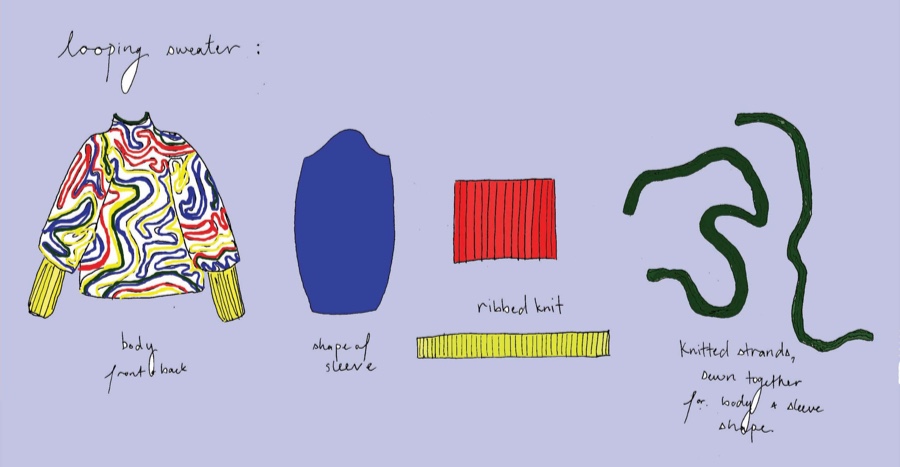 looping sweater :
body
front & back
shape of
sleeve
ribbed knit
Knitted strands,
sewn together
for body & sleeve
shape